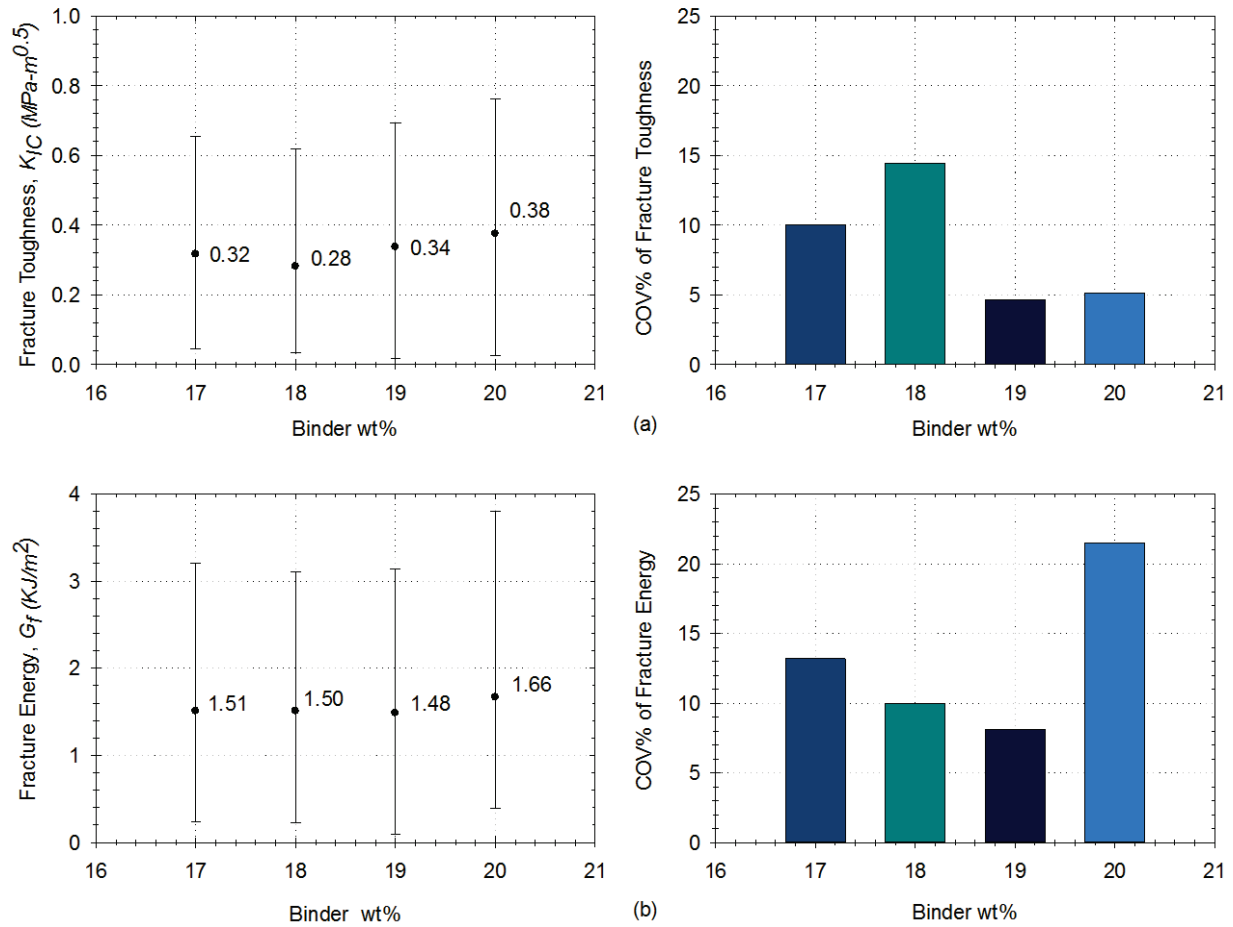 Fracture Toughness, K_IC (MPa-m^0.5)
1.0
0.8
0.6
0.4
0.2
0.0
0.32
0.28
0.34
0.38
16 17 18 19 20 21
Binder wt%
COV% of Fracture Toughness
25
20
15
10
5
0
16 17 18 19 20 21
Binder wt%
(a)
Fracture Energy, G_f (KJ/m^2)
4
3
2
1
0
1.51
1.50
1.48
1.66
16 17 18 19 20 21
Binder wt%
COV% of Fracture Energy
25
20
15
10
5
0
16 17 18 19 20 21
Binder wt%
(b)